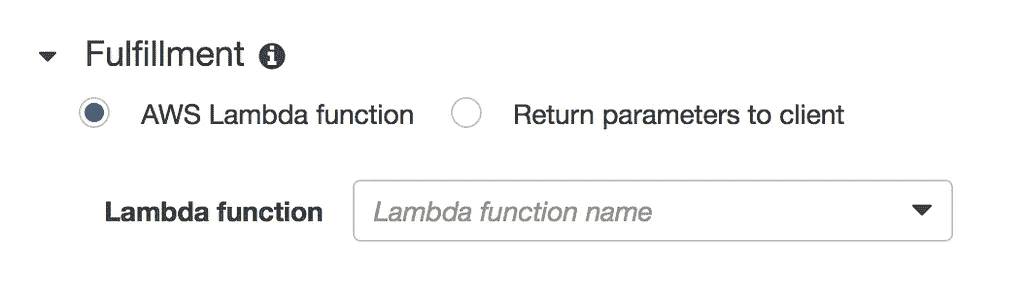 Fulfillment
AWS Lambda function Return parameters to client
Lambda function Lambda function name